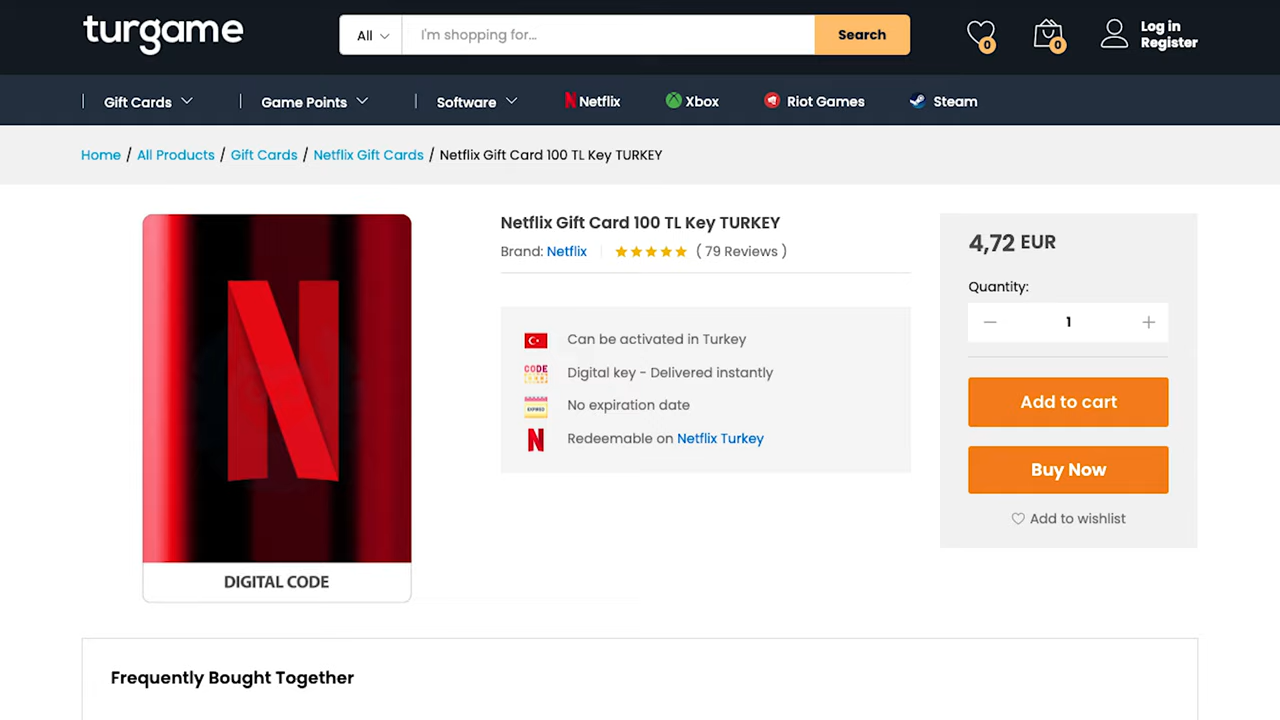 turgame
All
I'm shopping for...
Search
0
0
Log in
Register
Gift Cards
Game Points
Software
Netflix
Xbox
Riot Games
Steam
Home / All Products / Gift Cards / Netflix Gift Cards / Netflix Gift Card 100 TL Key TURKEY
N
DIGITAL CODE
Netflix Gift Card 100 TL Key TURKEY
Brand: Netflix
( 79 Reviews )
Can be activated in Turkey
CODE
Digital key - Delivered instantly
EXPIRED
No expiration date
N
Redeemable on Netflix Turkey
4,72 EUR
Quantity:
1
Add to cart
Buy Now
Add to wishlist
Frequently Bought Together